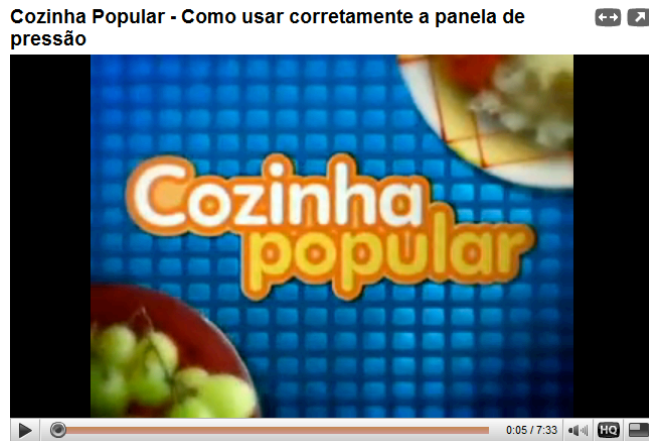 Cozinha Popular - Como usar corretamente a panela de
pressão
Cozinha
popular
0:05 / 7:33
HQ